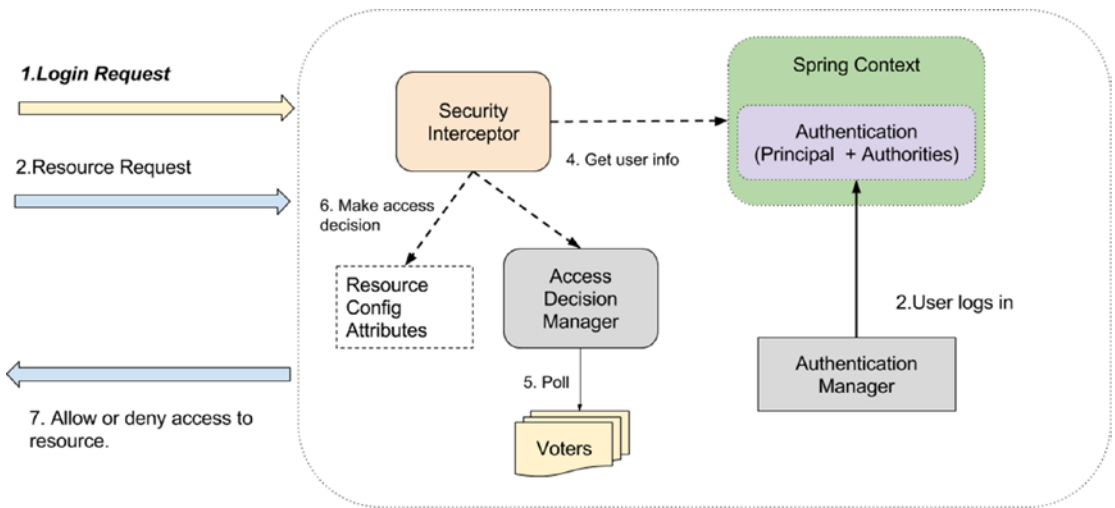 1.Login Request
2.Resource Request
Security
Interceptor
4. Get user info
Spring Context
Authentication
(Principal + Authorities)
6. Make access
decision
Resource
Config
Attributes
Access
Decision
Manager
2.User logs in
Authentication
Manager
5. Poll
Voters
7. Allow or deny access to
resource.